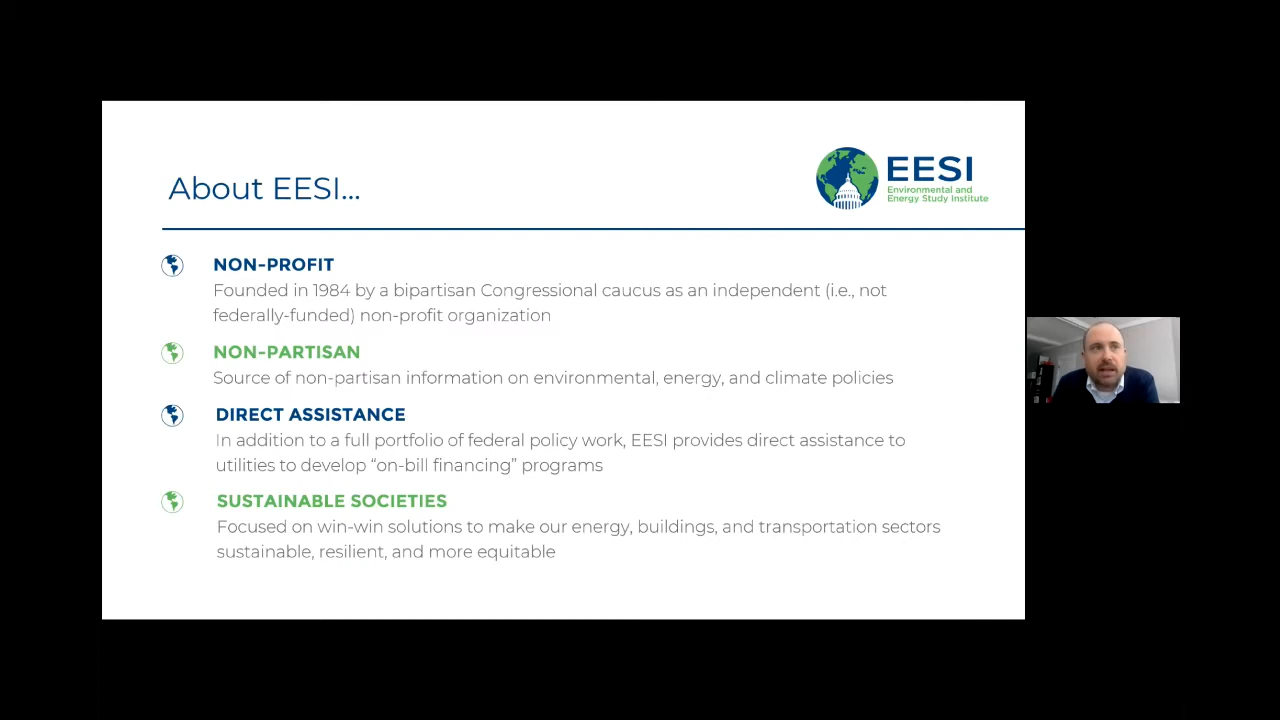 About EESI...
EESI
Environmental and
Energy Study Institute
NON-PROFIT
Founded in 1984 by a bipartisan Congressional caucus as an independent (i.e., not
federally-funded) non-profit organization
NON-PARTISAN
Source of non-partisan information on environmental, energy, and climate policies
DIRECT ASSISTANCE
In addition to a full portfolio of federal policy work, EESI provides direct assistance to
utilities to develop “on-bill financing” programs
SUSTAINABLE SOCIETIES
Focused on win-win solutions to make our energy, buildings, and transportation sectors
sustainable, resilient, and more equitable